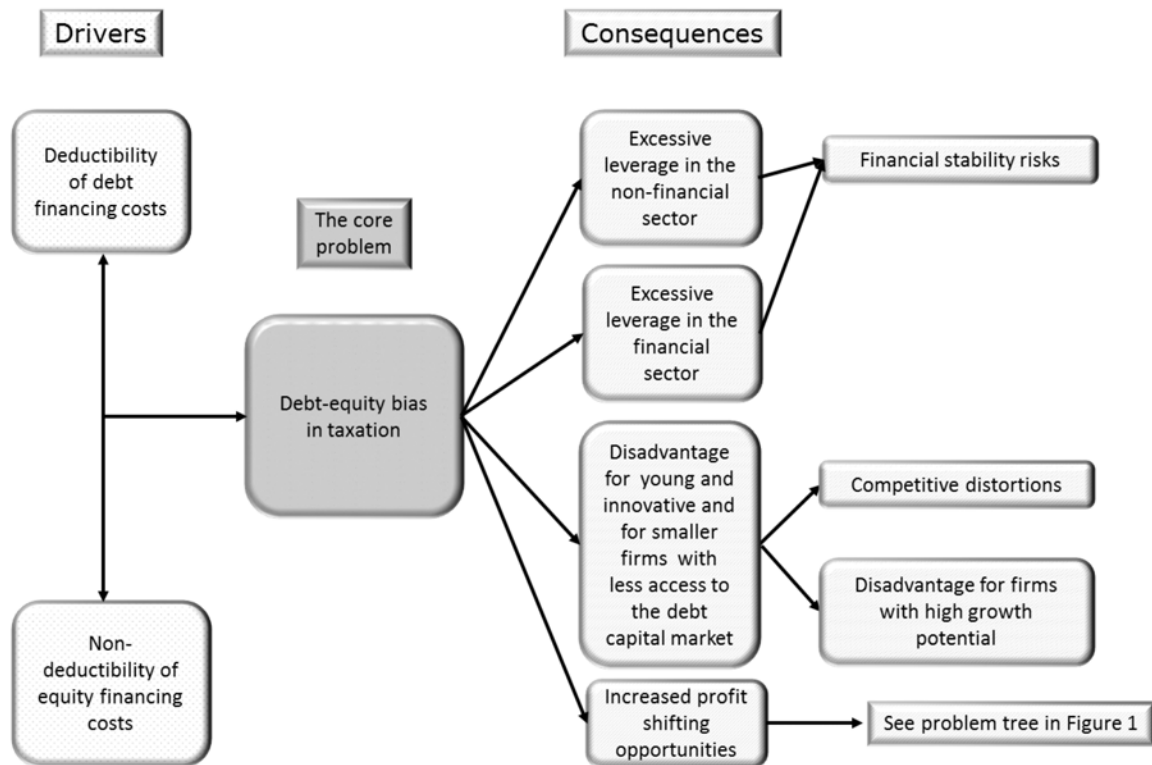 Drivers
Consequences
Deductibility
of debt
financing costs
The core
problem
Debt-equity bias
in taxation
Non-
deductibility of
equity financing
costs
Excessive
leverage in the
non-financial
sector
Excessive
leverage in the
financial
sector
Disadvantage
for young and
innovative and
for smaller
firms with
less access to
the debt
capital market
Increased profit
shifting
opportunities
Financial stability risks
Competitive distortions
Disadvantage for firms
with high growth
potential
See problem tree in Figure 1